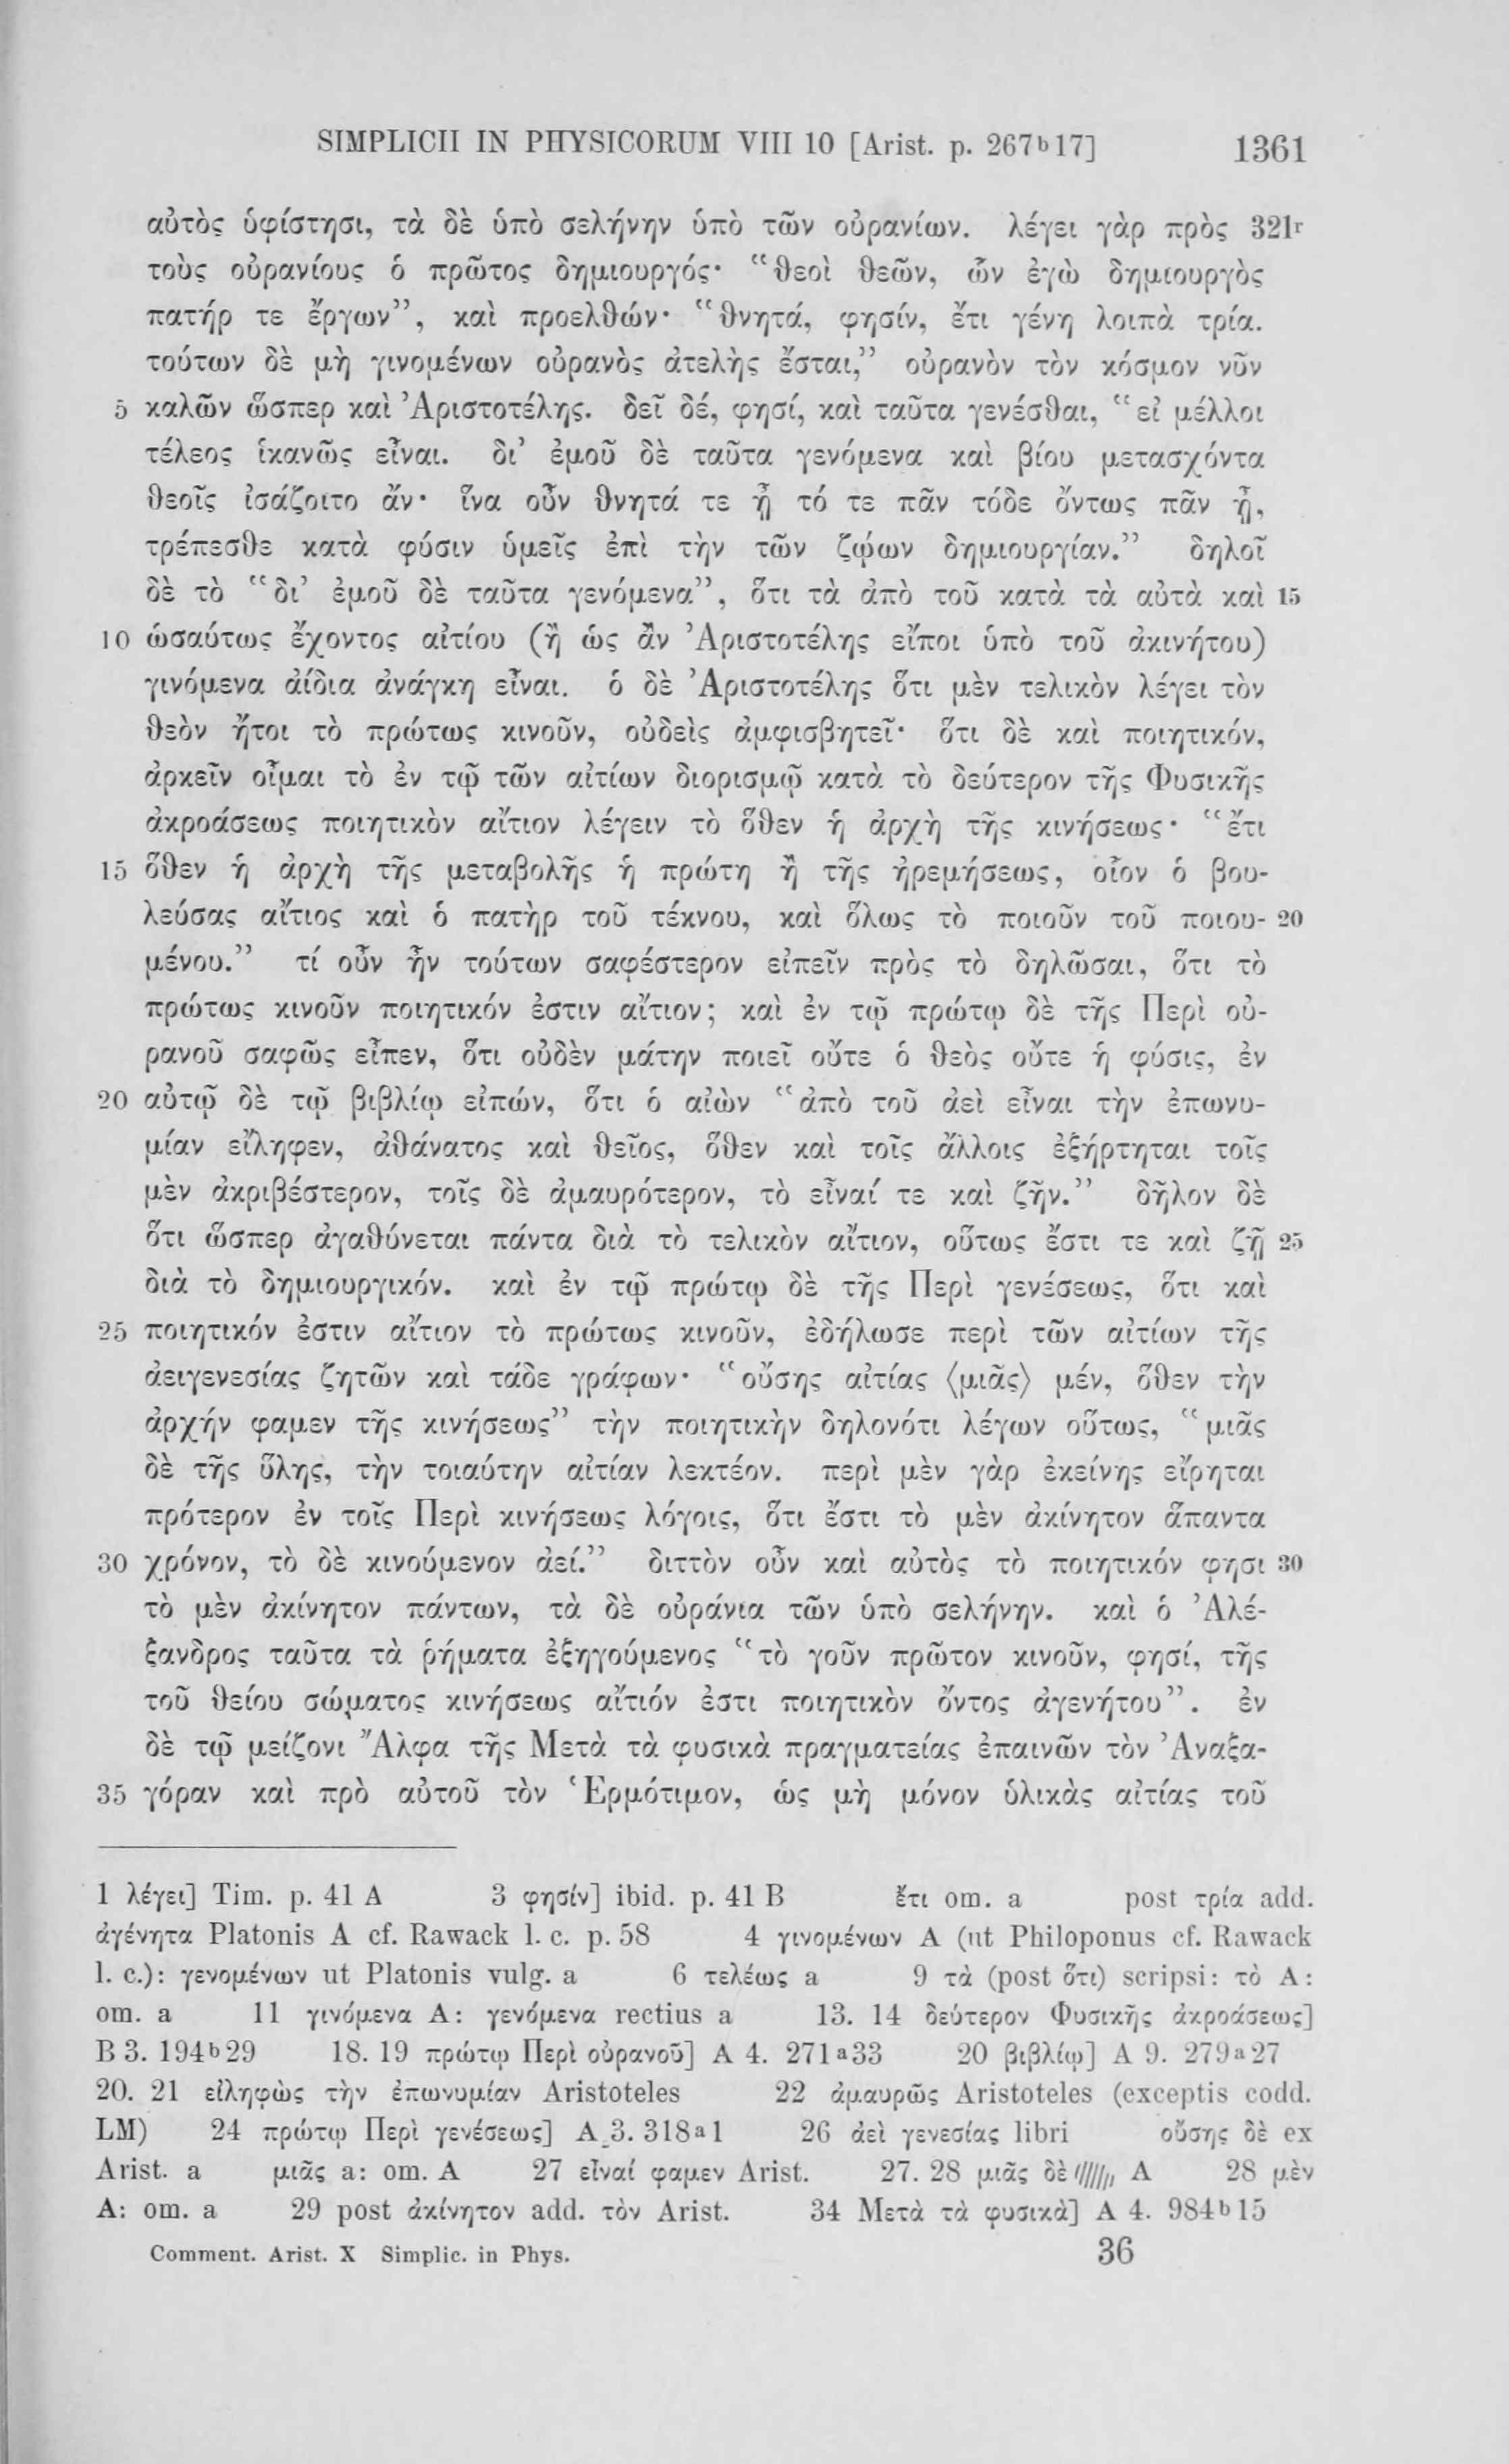 SIMPLICII IN PHYSICORUM VIII 10 [Arist. p. 267b17] 1361
αὐτὸς ὑφίστησι, τὰ δὲ ὑπὸ σελήνην ὑπὸ τῶν οὐρανίων. λέγει γὰρ πρὸς 321r
τοὺς οὐρανίους ὁ πρῶτος δημιουργός· “θεοὶ θεῶν, ὧν ἐγὼ δημιουργὸς
πατήρ τε ἔργων”, καὶ προελθών· “θνητά, φησίν, ἔτι γένη λοιπὰ τρία.
τούτων δὲ μὴ γινομένων οὐρανὸς ἀτελὴς ἔσται,” οὐρανὸν τὸν κόσμον νῦν
5 καλῶν ὥσπερ καὶ Ἀριστοτέλης. δεῖ δέ, φησί, καὶ ταῦτα γενέσθαι, “εἰ μέλλοι
τέλεος ἱκανῶς εἶναι. δι’ ἐμοῦ δὲ ταῦτα γενόμενα καὶ βίου μετασχόντα
θεοῖς ἰσάζοιτο ἄν· ἵνα οὖν θνητά τε ᾖ τό τε πᾶν τόδε ὄντως πᾶν ᾖ,
τρέπεσθε κατὰ φύσιν ὑμεῖς ἐπὶ τὴν τῶν ζῴων δημιουργίαν.” δηλοῖ
δὲ τὸ “δι’ ἐμοῦ δὲ ταῦτα γενόμενα”, ὅτι τὰ ἀπὸ τοῦ κατὰ τὰ αὐτὰ καὶ 15
10 ὡσαύτως ἔχοντος αἰτίου (ἢ ὡς ἂν Ἀριστοτέλης εἴποι ὑπὸ τοῦ ἀκινήτου)
γινόμενα ἀίδια ἀνάγκη εἶναι. ὁ δὲ Ἀριστοτέλης ὅτι μὲν τελικὸν λέγει τὸν
θεὸν ἤτοι τὸ πρώτως κινοῦν, οὐδεὶς ἀμφισβητεῖ· ὅτι δὲ καὶ ποιητικόν,
ἀρκεῖν οἶμαι τὸ ἐν τῷ τῶν αἰτίων διορισμῷ κατὰ τὸ δεύτερον τῆς Φυσικῆς
ἀκροάσεως ποιητικὸν αἴτιον λέγειν τὸ ὅθεν ἡ ἀρχὴ τῆς κινήσεως· “ἔτι
15 ὅθεν ἡ ἀρχὴ τῆς μεταβολῆς ἡ πρώτη ἢ τῆς ἠρεμήσεως, οἷον ὁ βου-
λεύσας αἴτιος καὶ ὁ πατὴρ τοῦ τέκνου, καὶ ὅλως τὸ ποιοῦν τοῦ ποιου- 20
μένου.” τί οὖν ἦν τούτων σαφέστερον εἰπεῖν πρὸς τὸ δηλῶσαι, ὅτι τὸ
πρώτως κινοῦν ποιητικόν ἐστιν αἴτιον; καὶ ἐν τῷ πρώτῳ δὲ τῆς Περὶ οὐ-
ρανοῦ σαφῶς εἶπεν, ὅτι οὐδὲν μάτην ποιεῖ οὔτε ὁ θεὸς οὔτε ἡ φύσις, ἐν
20 αὐτῷ δὲ τῷ βιβλίῳ εἰπών, ὅτι ὁ αἰὼν “ἀπὸ τοῦ ἀεὶ εἶναι τὴν ἐπωνυ-
μίαν εἴληφεν, ἀθάνατος καὶ θεῖος, ὅθεν καὶ τοῖς ἄλλοις ἐξήρτηται τοῖς
μὲν ἀκριβέστερον, τοῖς δὲ ἀμαυρότερον, τὸ εἶναί τε καὶ ζῆν.” δῆλον δὲ
ὅτι ὥσπερ ἀγαθύνεται πάντα διὰ τὸ τελικὸν αἴτιον, οὕτως ἔστι τε καὶ ζῇ 25
διὰ τὸ δημιουργικόν. καὶ ἐν τῷ πρώτῳ δὲ τῆς Περὶ γενέσεως, ὅτι καὶ
25 ποιητικόν ἐστιν αἴτιον τὸ πρώτως κινοῦν, ἐδήλωσε περὶ τῶν αἰτίων τῆς
ἀειγενεσίας ζητῶν καὶ τάδε γράφων· “οὔσης αἰτίας ⟨μιᾶς⟩ μέν, ὅθεν τὴν
ἀρχήν φαμεν τῆς κινήσεως” τὴν ποιητικὴν δηλονότι λέγων οὕτως, “μιᾶς
δὲ τῆς ὕλης, τὴν τοιαύτην αἰτίαν λεκτέον. περὶ μὲν γὰρ ἐκείνης εἴρηται
πρότερον ἐν τοῖς Περὶ κινήσεως λόγοις, ὅτι ἔστι τὸ μὲν ἀκίνητον ἅπαντα
30 χρόνον, τὸ δὲ κινούμενον ἀεί.” διττὸν οὖν καὶ αὐτὸς τὸ ποιητικόν φησι 30
τὸ μὲν ἀκίνητον πάντων, τὰ δὲ οὐράνια τῶν ὑπὸ σελήνην. καὶ ὁ Ἀλέ-
ξανδρος ταῦτα τὰ ῥήματα ἐξηγούμενος “τὸ γοῦν πρῶτον κινοῦν, φησί, τῆς
τοῦ θείου σώματος κινήσεως αἴτιόν ἐστι ποιητικὸν ὄντος ἀγενήτου”. ἐν
δὲ τῷ μείζονι Ἄλφα τῆς Μετὰ τὰ φυσικὰ πραγματείας ἐπαινῶν τὸν Ἀναξα-
35 γόραν καὶ πρὸ αὐτοῦ τὸν Ἑρμότιμον, ὡς μὴ μόνον ὑλικὰς αἰτίας τοῦ
1 λέγει] Tim. p. 41 A 3 φησίν] ibid. p. 41 B ἔτι om. a post τρία add.
ἀγένητα Platonis A cf. Rawack l. c. p. 58 4 γινομένων A (ut Philoponus cf. Rawack
l. c.): γενομένων ut Platonis vulg. a 6 τελέως a 9 τὰ (post ὅτι) scripsi: τὸ A:
om. a 11 γινόμενα A: γενόμενα rectius a 13. 14 δεύτερον Φυσικῆς ἀκροάσεως]
B 3. 194b29 18. 19 πρώτῳ Περὶ οὐρανοῦ] A 4. 271a33 20 βιβλίῳ] A 9. 279a27
20. 21 εἰληφὼς τὴν ἐπωνυμίαν Aristoteles 22 ἀμαυρῶς Aristoteles (exceptis codd.
LM) 24 πρώτῳ Περὶ γενέσεως] A 3. 318a1 26 ἀεὶ γενεσίας libri οὔσης δὲ ex
Arist. a μιᾶς a: om. A 27 εἶναί φαμεν Arist. 27. 28 μιᾶς δὲ ////// A 28 μὲν
A: om. a 29 post ἀκίνητον add. τὸν Arist. 34 Μετὰ τὰ φυσικὰ] A 4. 984b15
Comment. Arist. X Simplic. in Phys. 36